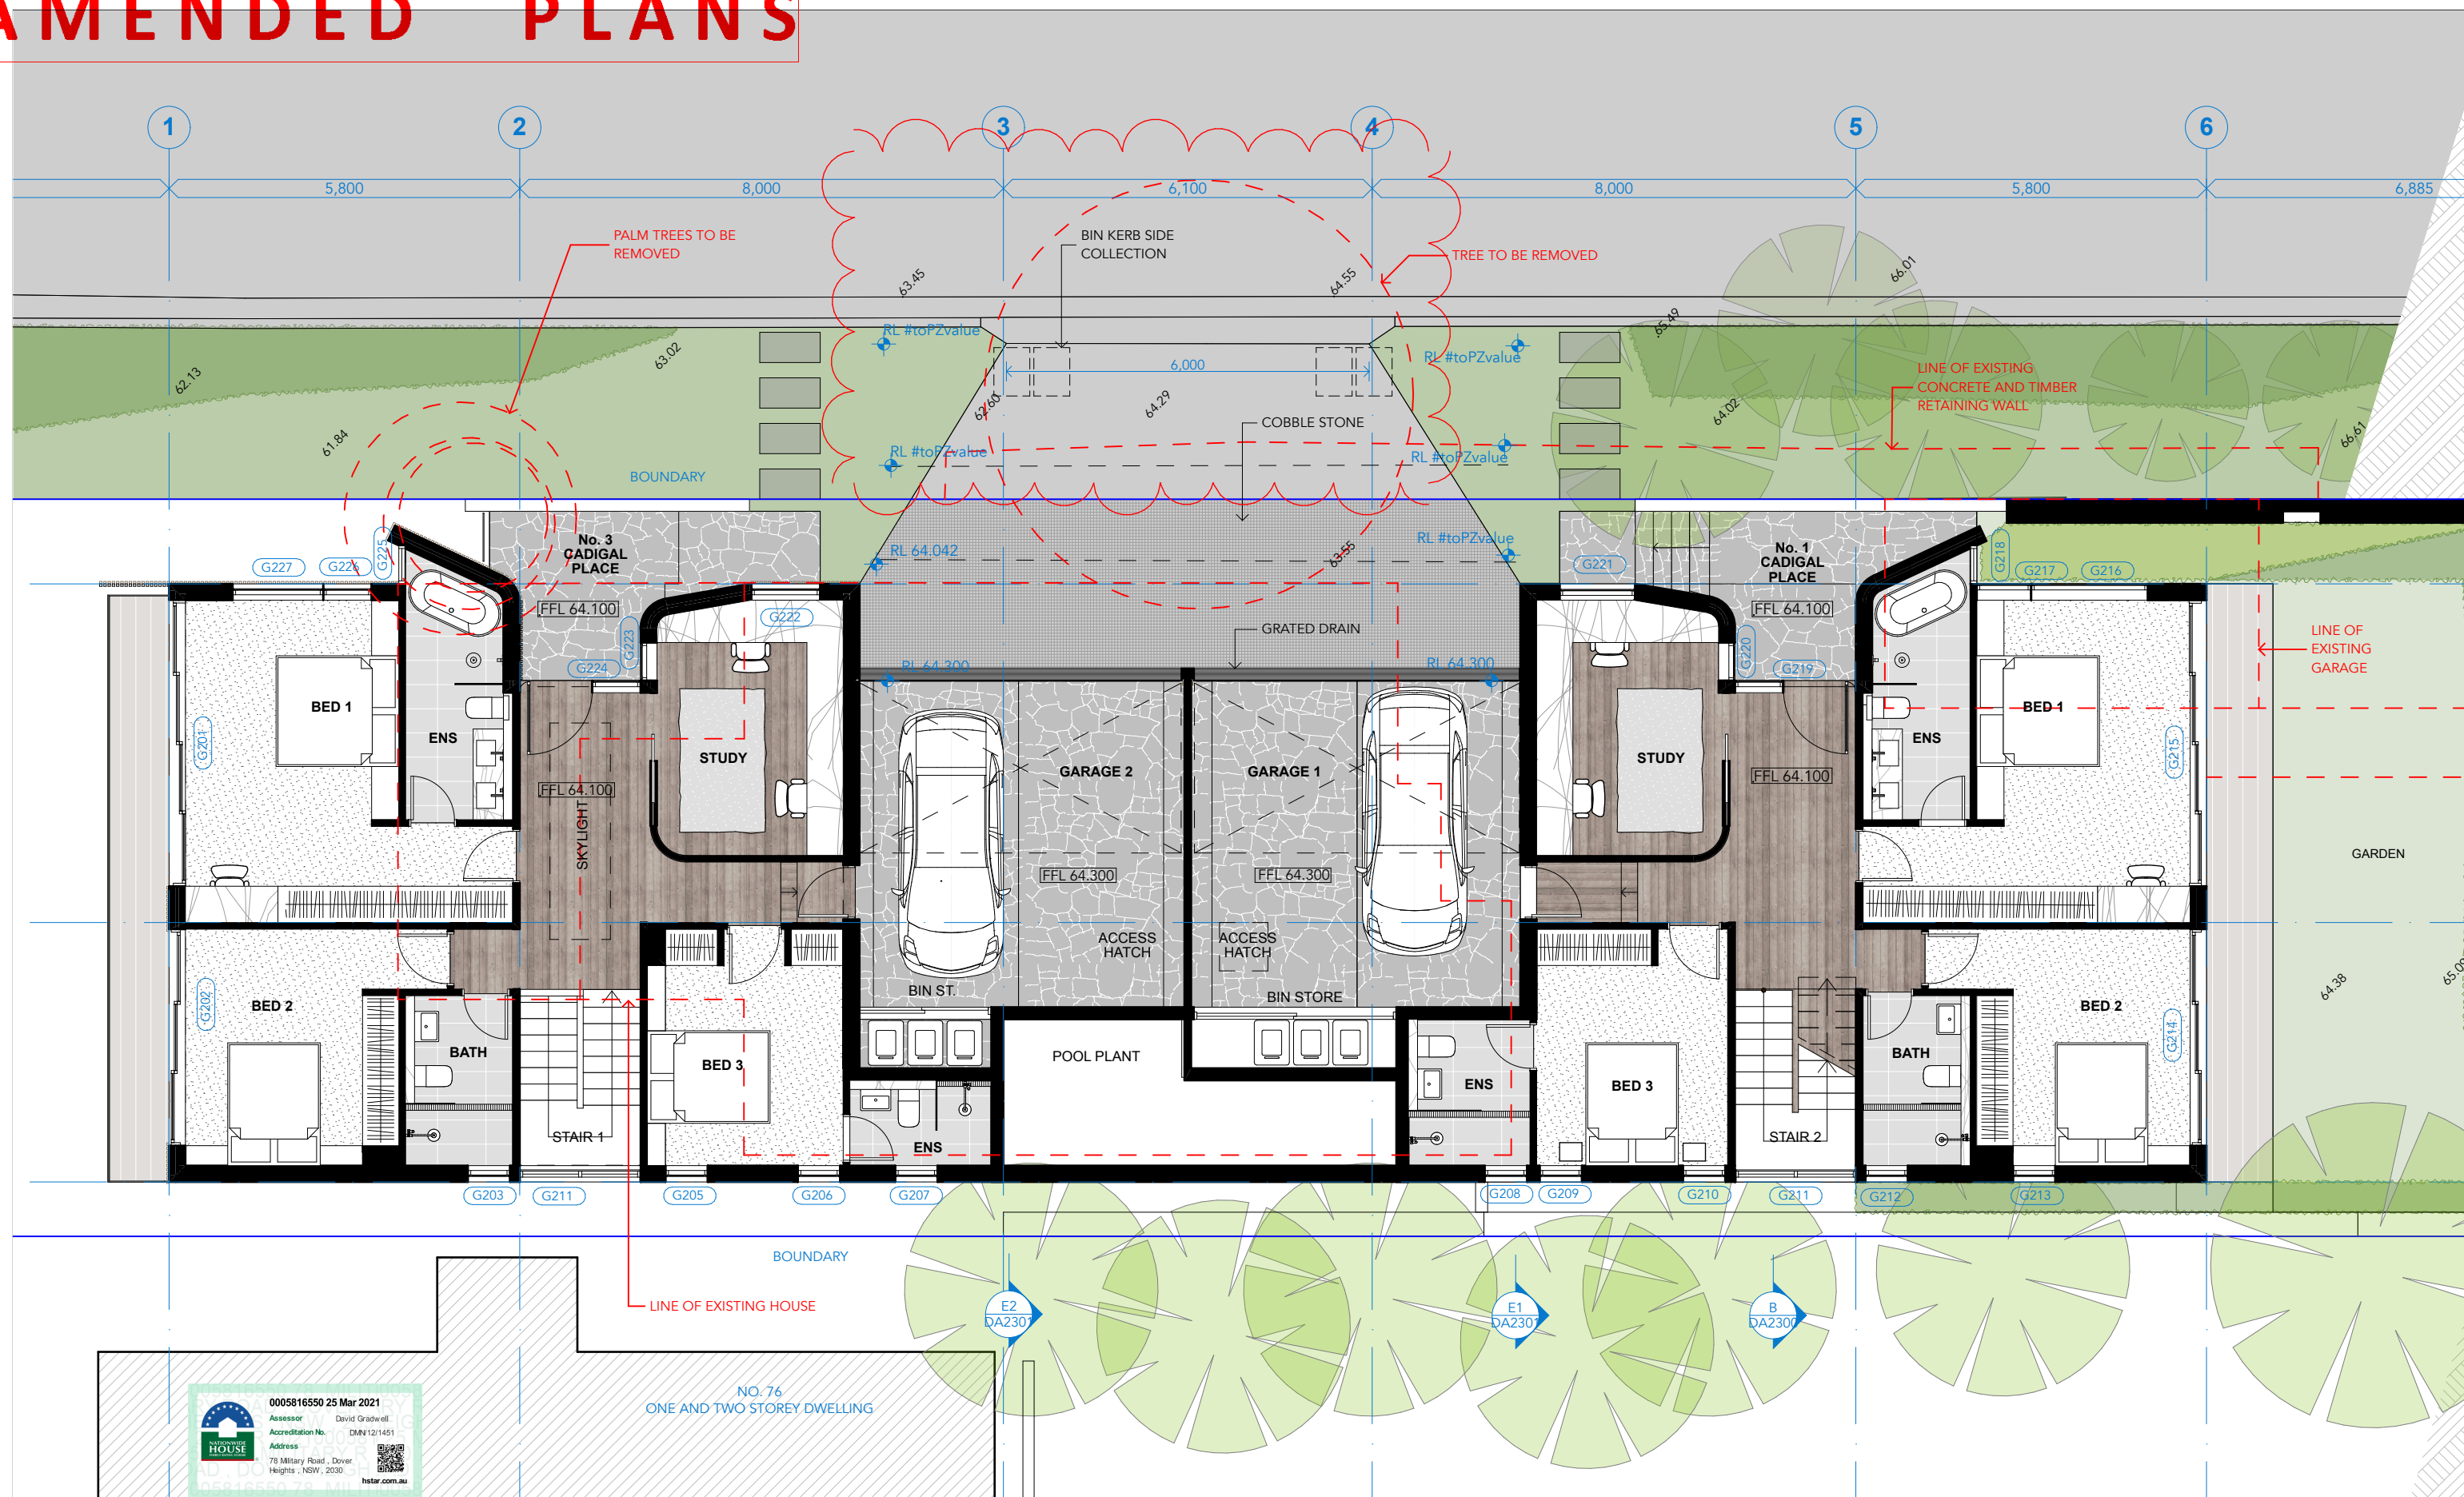 AMENDED PLANS
1
2
3
4
5
6
5,800
8,000
6,100
8,000
5,800
6,885
PALM TREES TO BE
REMOVED
BIN KERB SIDE
COLLECTION
TREE TO BE REMOVED
63.45
64.55
66.01
RL #toPZvalue
RL #toPZvalue
65.49
63.02
62.13
6,000
LINE OF EXISTING
CONCRETE AND TIMBER
RETAINING WALL
62.60
64.29
64.02
61.84
COBBLE STONE
66.61
RL #toPZvalue
RL #toPZvalue
BOUNDARY
No. 3
CADIGAL
PLACE
RL 64.042
RL #toPZvalue
63.55
No. 1
CADIGAL
PLACE
G227
G226
G225
G221
G218
G217
G216
FFL 64.100
FFL 64.100
G222
GRATED DRAIN
G223
G224
G220
G219
LINE OF
EXISTING
GARAGE
RL 64.300
RL 64.300
BED 1
BED 1
G201
ENS
STUDY
GARAGE 2
GARAGE 1
STUDY
ENS
G215
FFL 64.100
FFL 64.100
SKYLIGHT
GARDEN
FFL 64.300
FFL 64.300
ACCESS
HATCH
ACCESS
HATCH
BIN ST.
BIN STORE
64.38
65.09
G202
BED 2
BED 2
G214
BATH
BED 3
POOL PLANT
ENS
BED 3
BATH
STAIR 1
ENS
STAIR 2
G203
G211
G205
G206
G207
G208
G209
G210
G211
G212
G213
BOUNDARY
LINE OF EXISTING HOUSE
E2
DA2301
E1
DA2301
B
DA2300
NO. 76
ONE AND TWO STOREY DWELLING
0005816550 25 Mar 2021
Assessor David Gradwell
Accreditation No. DMN/12/1451
Address
78 Military Road , Dover
Heights , NSW , 2030
hstar.com.au
NATIONWIDE
HOUSE